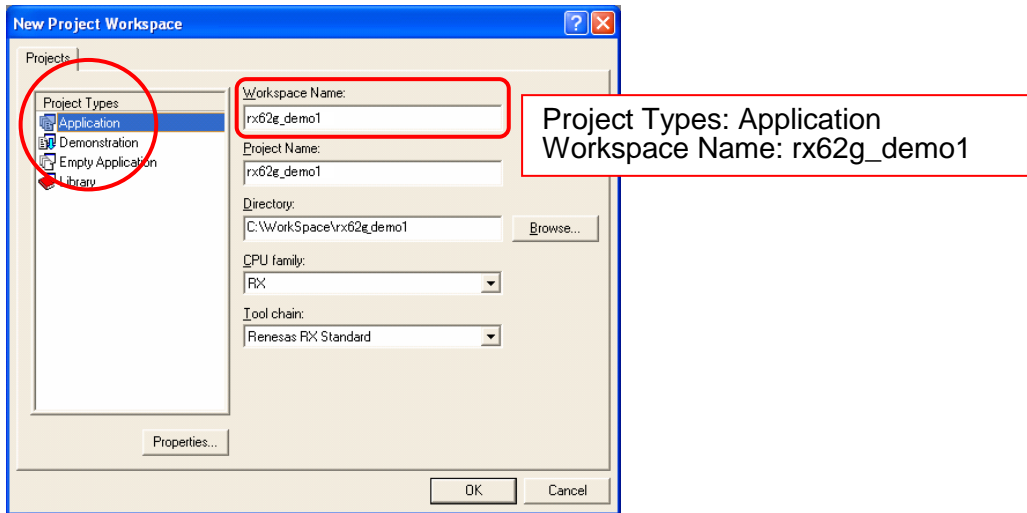 New Project Workspace
Projects
Project Types
Application
Demonstration
Empty Application
Library
Workspace Name:
rx62g_demo1
Project Name:
rx62g_demo1
Directory:
C:\WorkSpace\rx62g_demo1
Browse...
CPU family:
RX
Tool chain:
Renesas RX Standard
Properties...
OK
Cancel
Project Types: Application
Workspace Name: rx62g_demo1